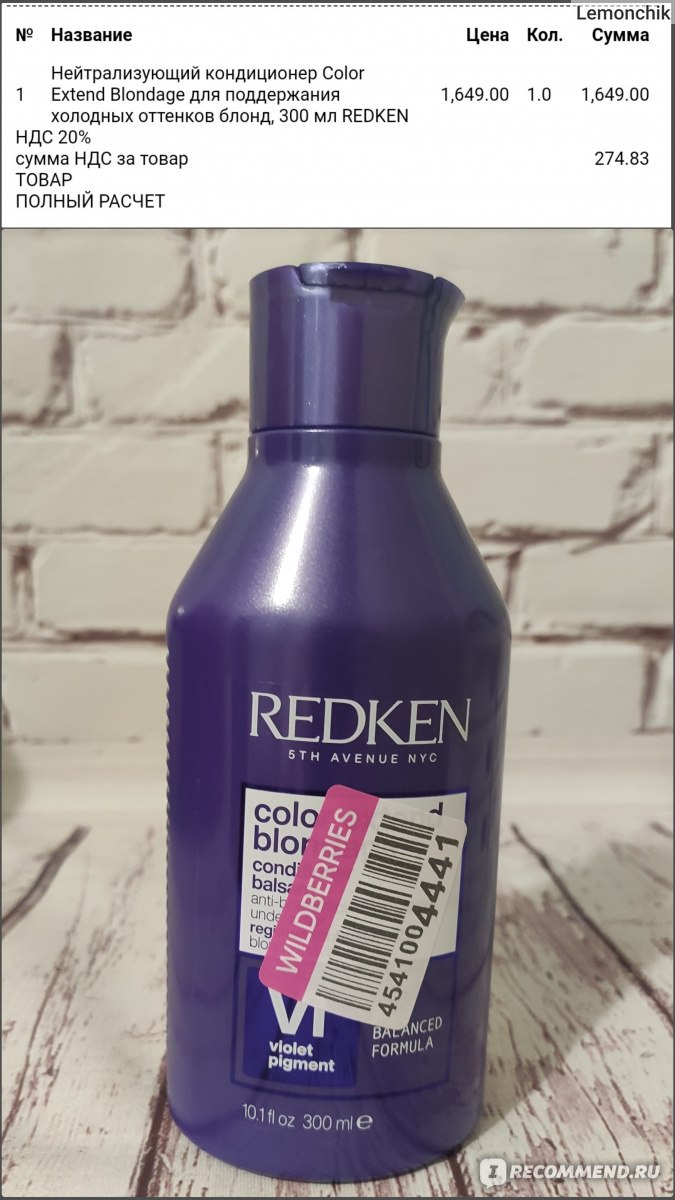 Lemonchik
№ Название Цена Кол. Сумма
Нейтрализующий кондиционер Color
1 Extend Blondage для поддержания 1,649.00 1.0 1,649.00
холодных оттенков блонд, 300 мл REDKEN
НДС 20%
сумма НДС за товар 274.83
ТОВАР
ПОЛНЫЙ РАСЧЕТ
REDKEN
5TH AVENUE NYC
WILDBERRIES
4541004441
violet
pigment
BALANCED
FORMULA
10.1 fl oz 300 ml e
IRECOMMEND.RU